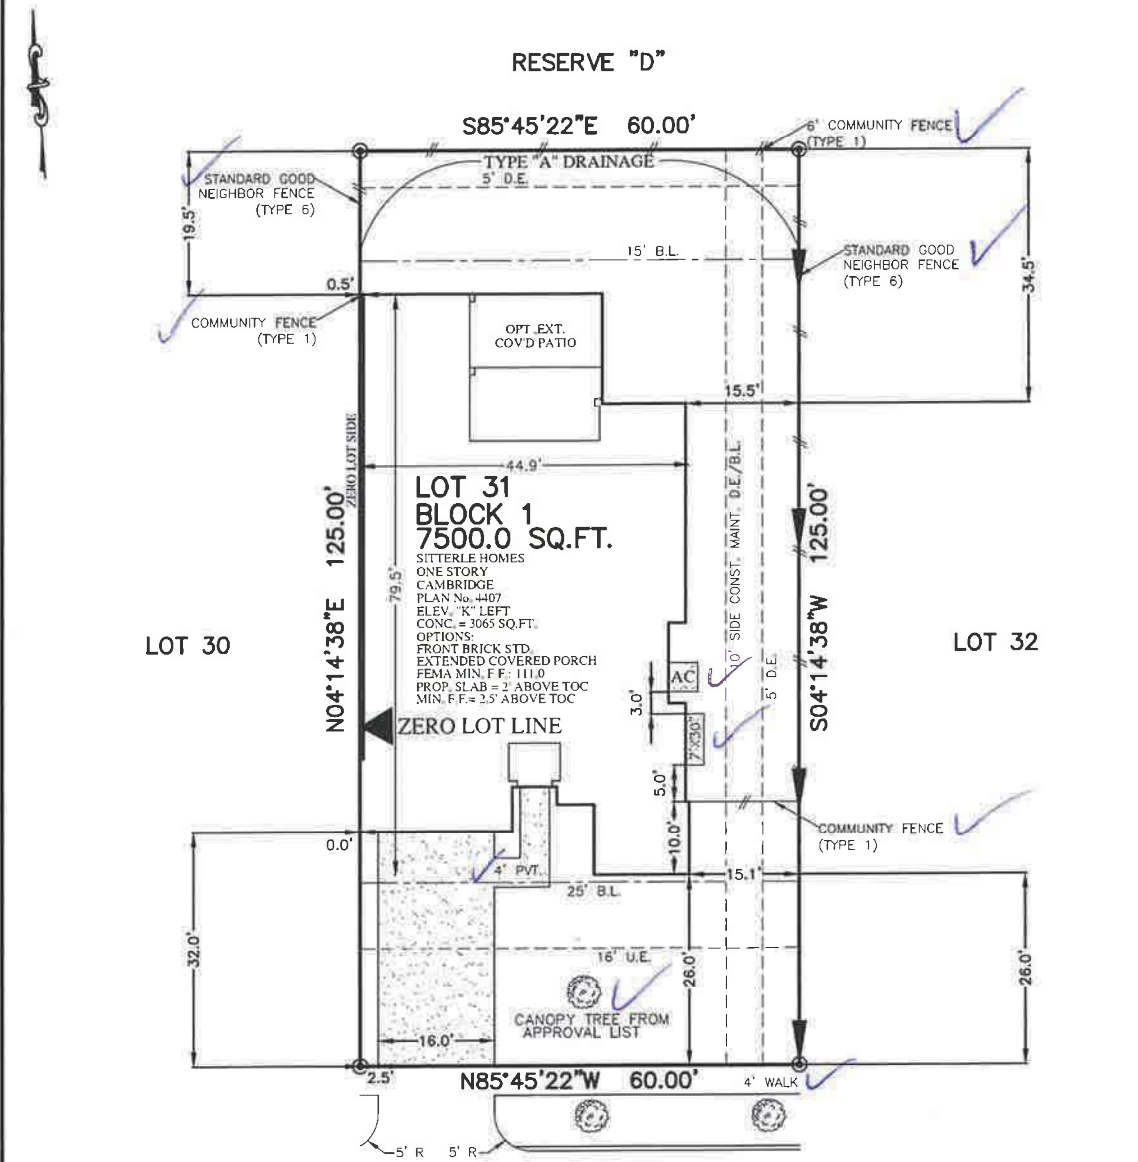 RESERVE "D"
S85°45'22"E 60.00'
6' COMMUNITY FENCE
(TYPE 1)
TYPE "A" DRAINAGE
5' D.E.
STANDARD GOOD
NEIGHBOR FENCE
(TYPE 6)
19.5'
15' B.L.
STANDARD GOOD
NEIGHBOR FENCE
(TYPE 6)
34.5'
0.5'
COMMUNITY FENCE
(TYPE 1)
OPT. EXT.
COV'D PATIO
15.5'
ZERO LOT SIDE
44.9'
LOT 31
BLOCK 1
7500.0 SQ.FT.
SITTERLE HOMES
ONE STORY
CAMBRIDGE
PLAN No. 4407
ELEV. "K" LEFT
CONC. = 3065 SQ.FT.
OPTIONS:
FRONT BRICK STD.
EXTENDED COVERED PORCH
FEMA MIN. F.F.: 111.0
PROP. SLAB = 2' ABOVE TOC
MIN. F.F.= 2.5' ABOVE TOC
79.5'
N04°14'38"E 125.00'
10' SIDE CONST. MAINT. D.E./B.L.
5' D.E.
S04°14'38"W 125.00'
LOT 30
LOT 32
AC
3.0'
ZERO LOT LINE
7'X30"
5.0'
COMMUNITY FENCE
(TYPE 1)
10.0'
0.0'
4' PVT.
15.1'
25' B.L.
32.0'
16' U.E.
26.0'
26.0'
CANOPY TREE FROM
APPROVAL LIST
16.0'
2.5'
N85°45'22"W 60.00'
4' WALK
5' R 5' R